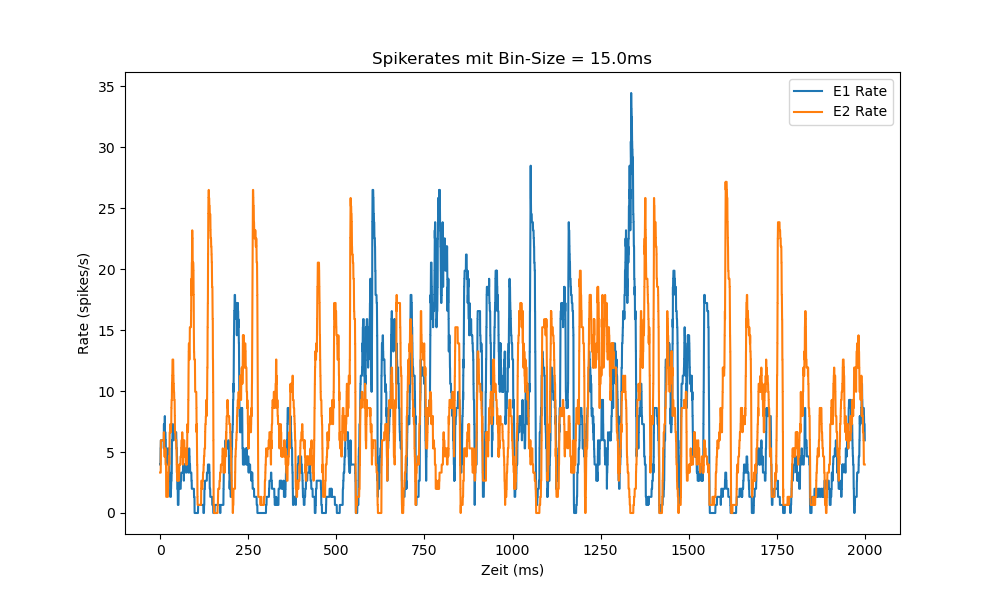 Spikerates mit Bin-Size = 15.0ms
E1 Rate
E2 Rate
Rate (spikes/s)
35
30
25
20
15
10
5
0
0 250 500 750 1000 1250 1500 1750 2000
Zeit (ms)